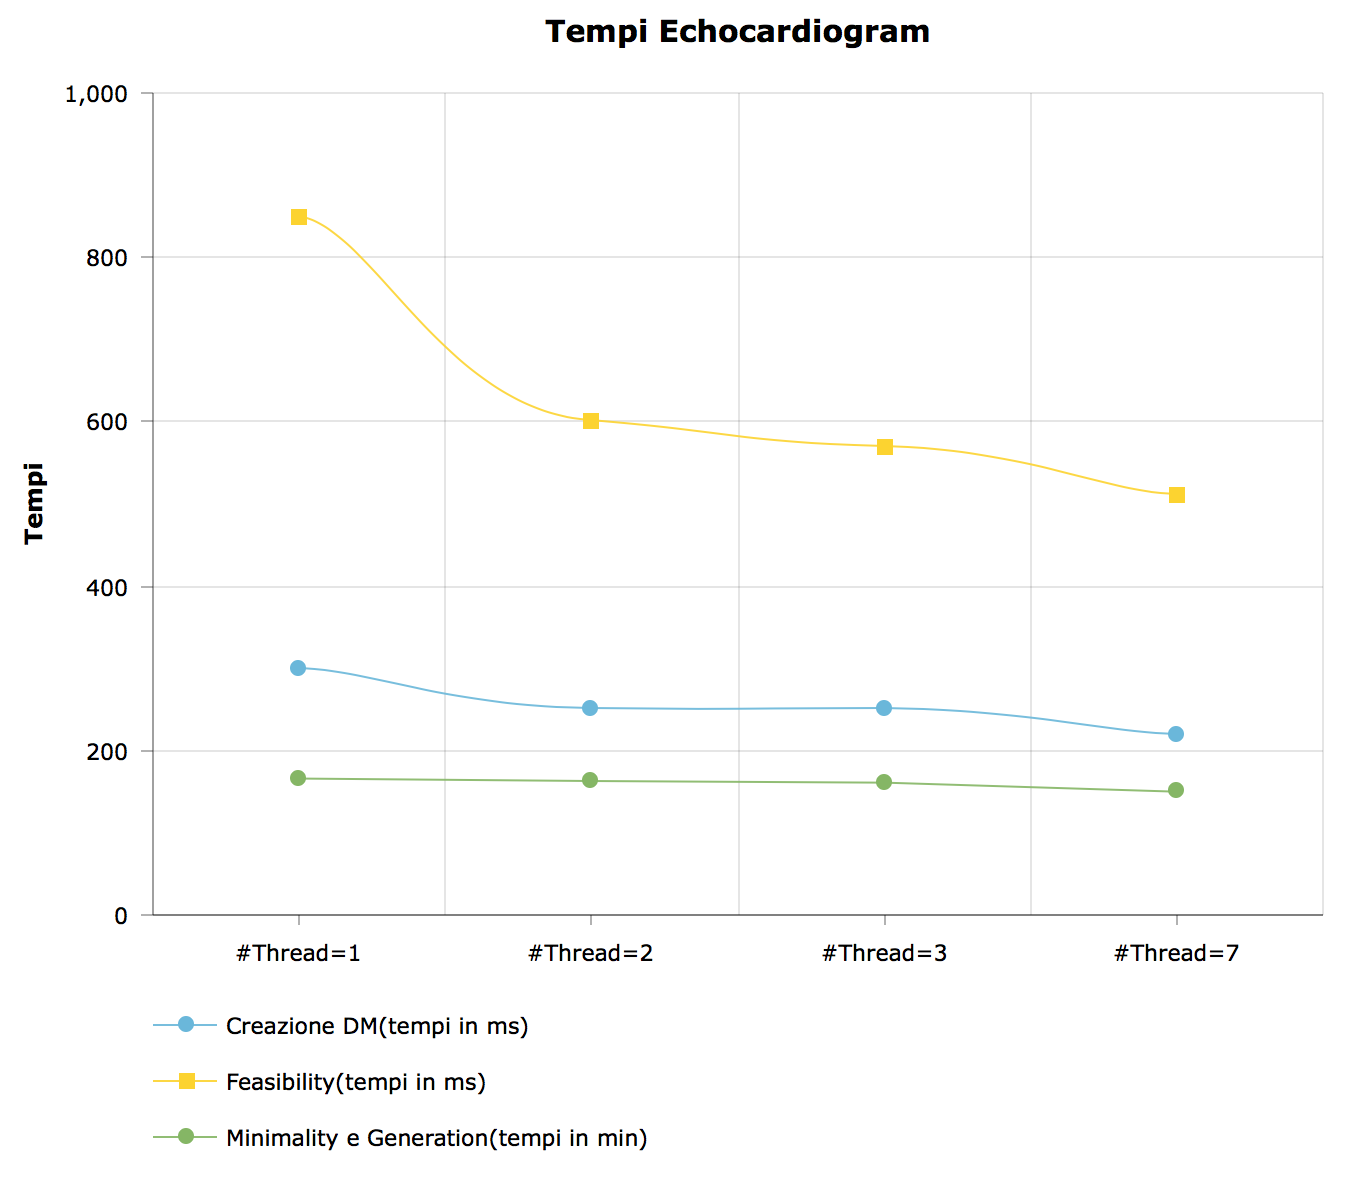 Tempi Echocardiogram
1,000
800
600
400
200
0
Tempi
#Thread=1 #Thread=2 #Thread=3 #Thread=7
Creazione DM(tempi in ms)
Feasibility(tempi in ms)
Minimality e Generation(tempi in min)